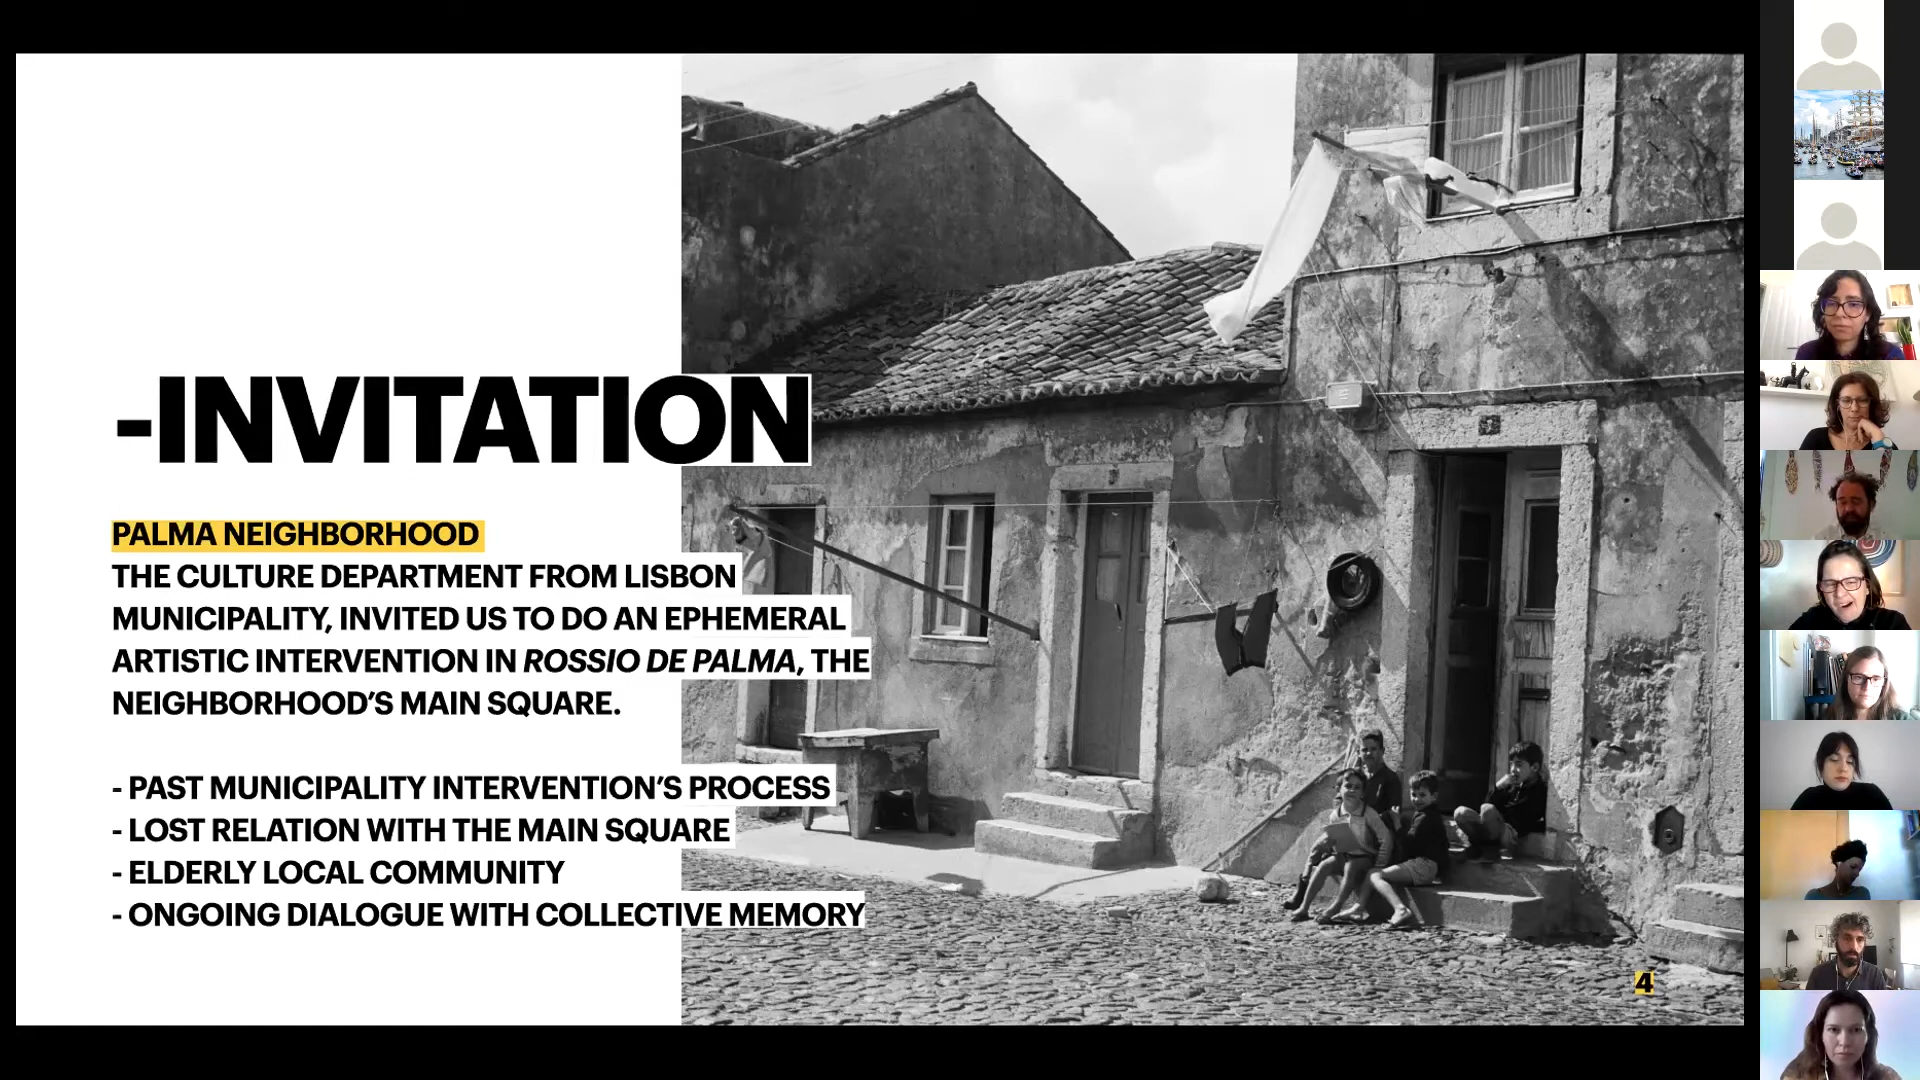 -INVITATION
PALMA NEIGHBORHOOD
THE CULTURE DEPARTMENT FROM LISBON
MUNICIPALITY, INVITED US TO DO AN EPHEMERAL
ARTISTIC INTERVENTION IN ROSSIO DE PALMA, THE
NEIGHBORHOOD’S MAIN SQUARE.
- PAST MUNICIPALITY INTERVENTION’S PROCESS
- LOST RELATION WITH THE MAIN SQUARE
- ELDERLY LOCAL COMMUNITY
- ONGOING DIALOGUE WITH COLLECTIVE MEMORY
4